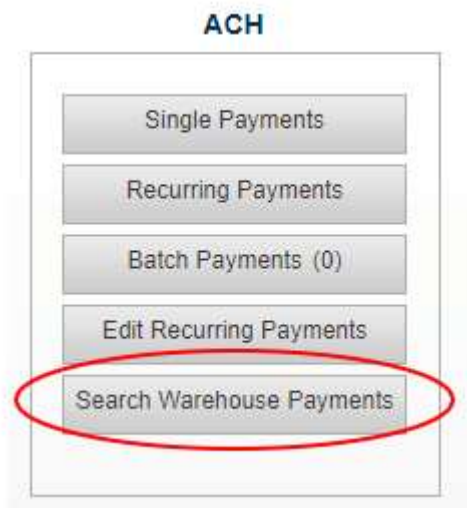 ACH
Single Payments
Recurring Payments
Batch Payments (0)
Edit Recurring Payments
Search Warehouse Payments